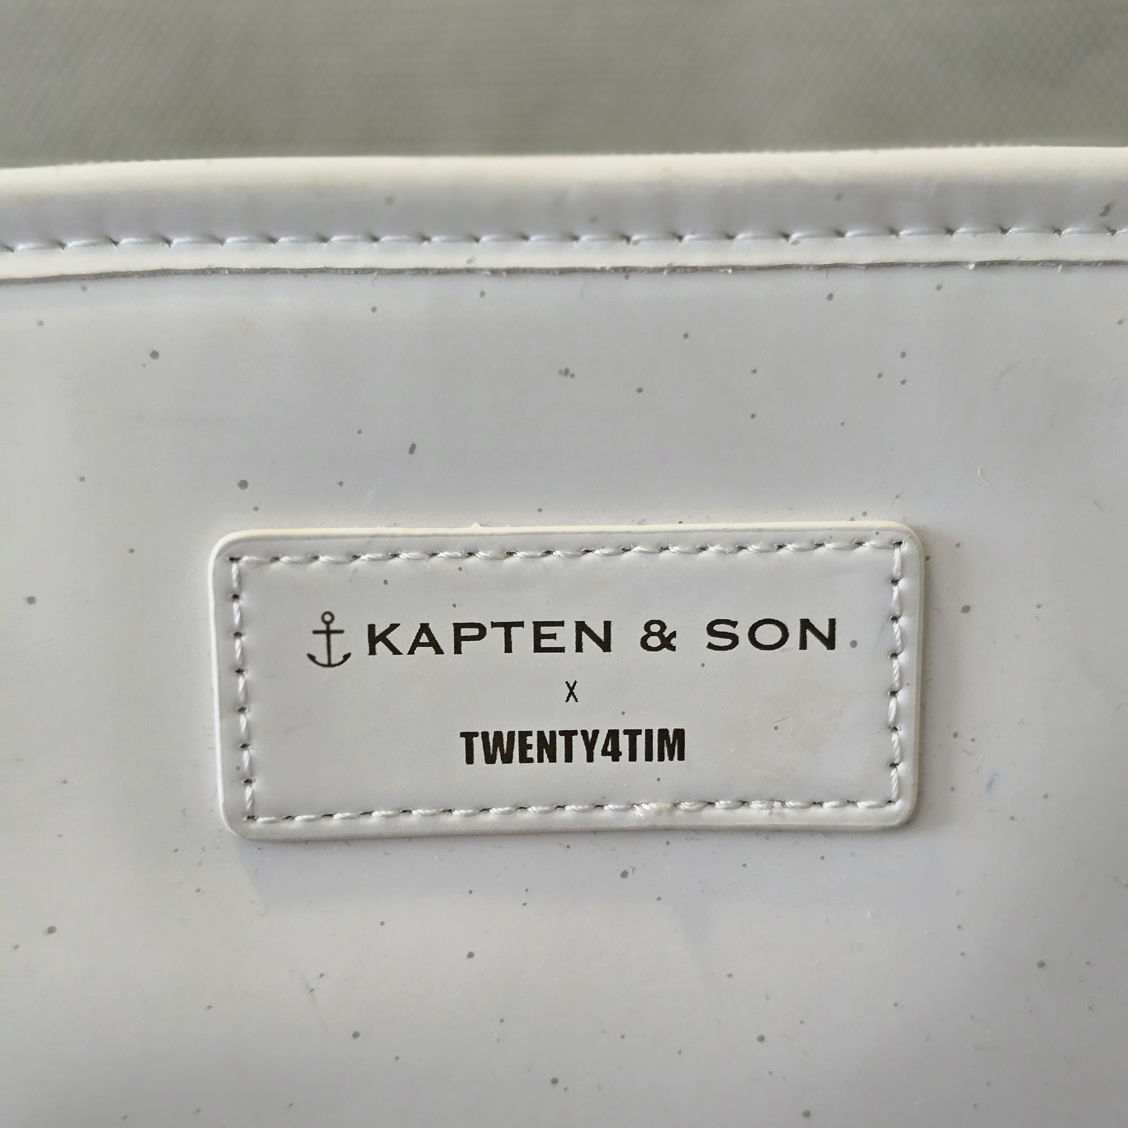 KAPTEN & SON
X
TWENTY4TIM